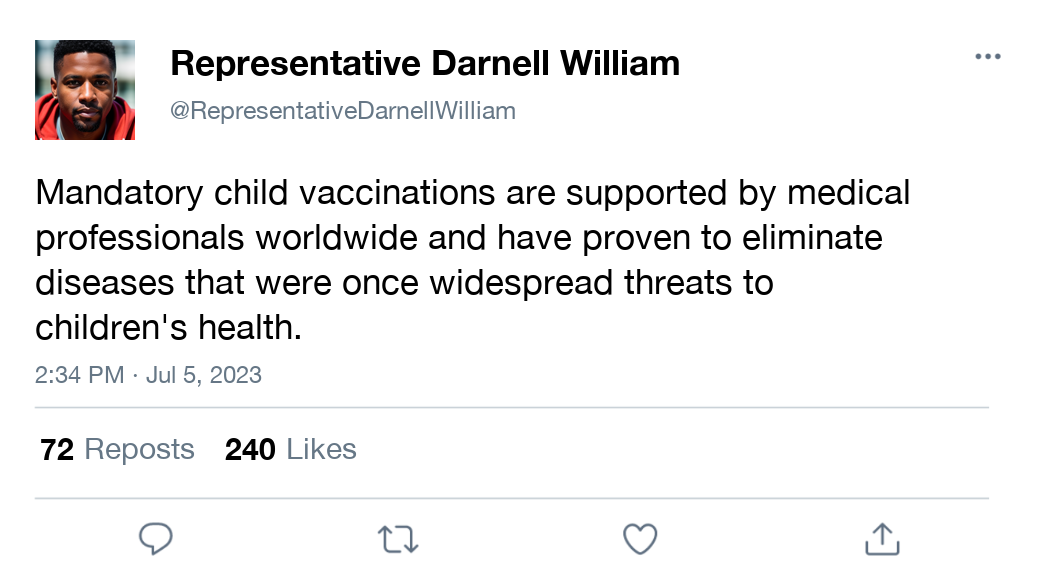 Representative Darnell William
@RepresentativeDarnellWilliam
Mandatory child vaccinations are supported by medical
professionals worldwide and have proven to eliminate
diseases that were once widespread threats to
children's health.
2:34 PM · Jul 5, 2023
72 Reposts 240 Likes